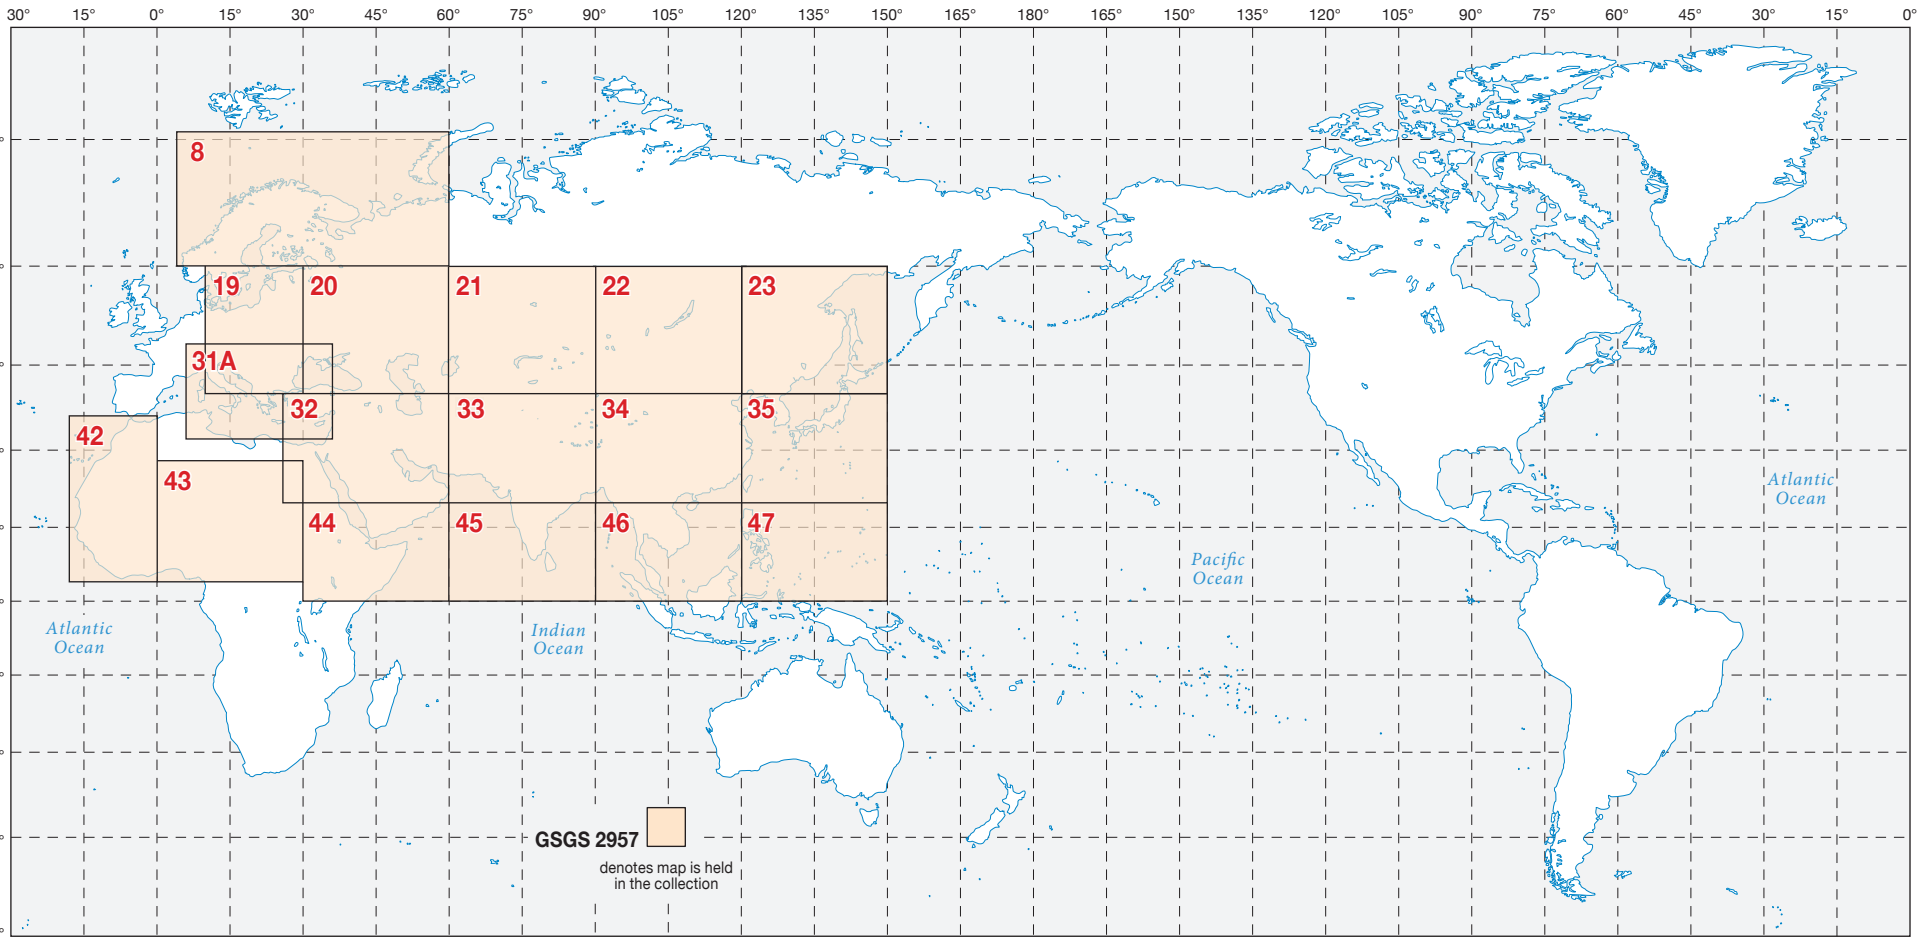 30° 15° 0° 15° 30° 45° 60° 75° 90° 105° 120° 135° 150° 165° 180° 165° 150° 135° 120° 105° 90° 75° 60° 45° 30° 15° 0°
8
19 20 21 22 23
31A
32 33 34 35
42
43
44 45 46 47
Atlantic
Ocean
Pacific
Ocean
Atlantic
Ocean
Indian
Ocean
GSGS 2957
denotes map is held
in the collection